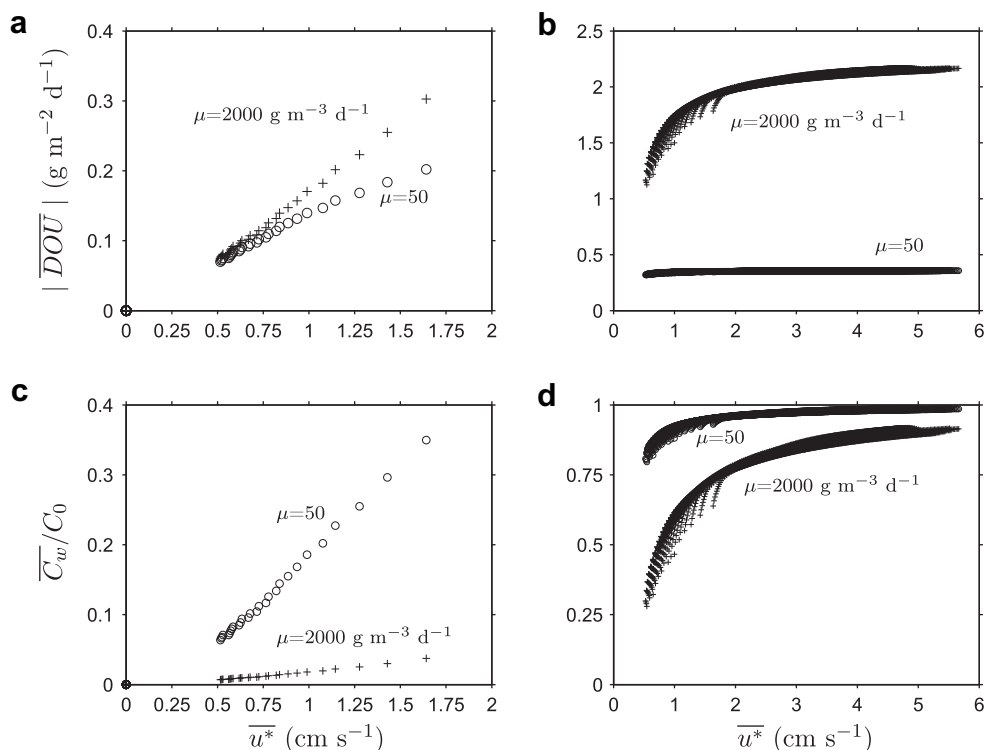 a
| DOU | (g m−2 d−1)
0.4
0.3
0.2
0.1
0
μ=2000 g m−3 d−1
μ=50
0 0.25 0.5 0.75 1 1.25 1.5 1.75 2
b
2.5
2
1.5
1
0.5
0
μ=2000 g m−3 d−1
μ=50
0 1 2 3 4 5 6
c
Cw/C0
0.4
0.3
0.2
0.1
0
μ=50
μ=2000 g m−3 d−1
0 0.25 0.5 0.75 1 1.25 1.5 1.75 2
u* (cm s−1)
d
1
0.75
0.5
0.25
0
μ=50
μ=2000 g m−3 d−1
0 1 2 3 4 5 6
u* (cm s−1)